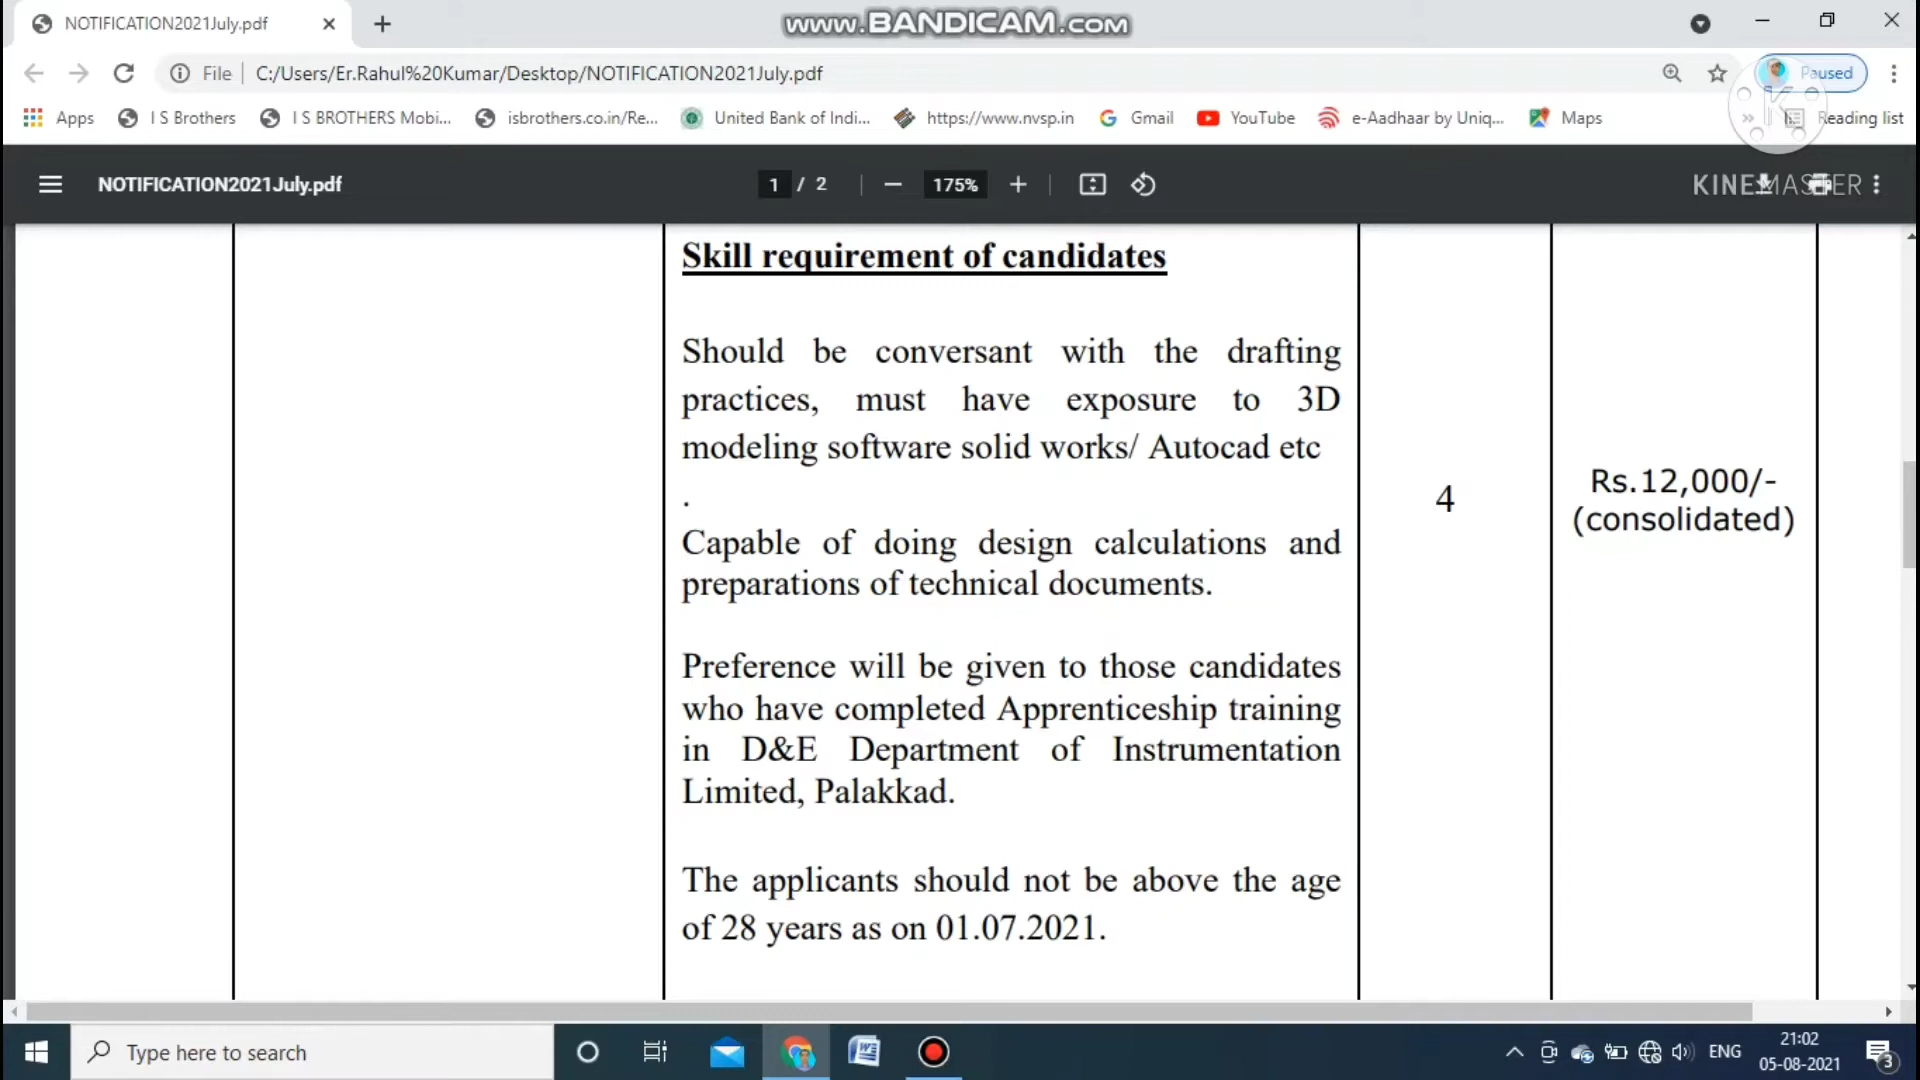 NOTIFICATION2021July.pdf
www.BANDICAM.com
File
C:/Users/Er.Rahul%20Kumar/Desktop/NOTIFICATION2021July.pdf
Paused
Apps
I S Brothers
I S BROTHERS Mobi...
isbrothers.co.in/Re...
United Bank of Indi...
https://www.nvsp.in
Gmail
YouTube
e-Aadhaar by Uniq...
Maps
»
Reading list
NOTIFICATION2021July.pdf
1 / 2
175%
KINEMASTER
Skill requirement of candidates
Should be conversant with the drafting
practices, must have exposure to 3D
modeling software solid works/ Autocad etc
.
Capable of doing design calculations and
preparations of technical documents.
Preference will be given to those candidates
who have completed Apprenticeship training
in D&E Department of Instrumentation
Limited, Palakkad.
The applicants should not be above the age
of 28 years as on 01.07.2021.
4
Rs.12,000/-
(consolidated)
Type here to search
ENG
21:02
05-08-2021
3